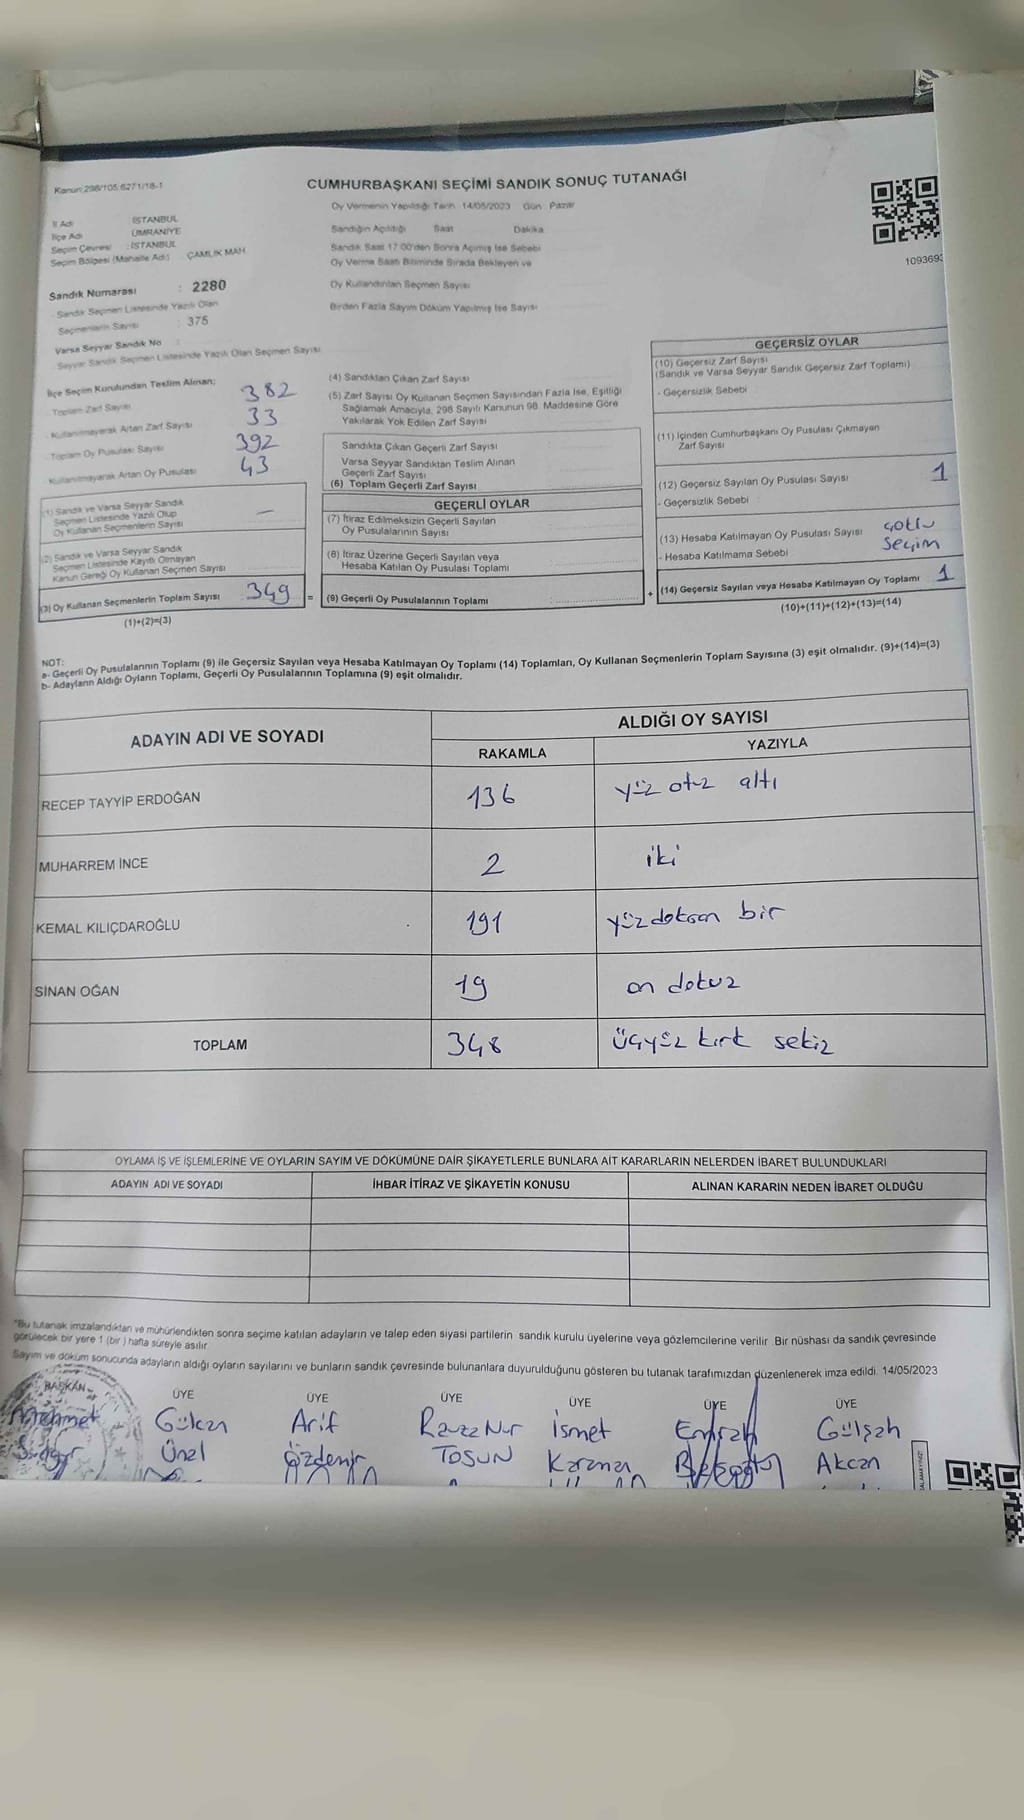 Kanun:298/105;6271/18-1
CUMHURBAŞKANI SEÇİMİ SANDIK SONUÇ TUTANAĞI
Oy Vermenin Yapıldığı Tarih: 14/05/2023 Gün: Pazar
İl Adı İSTANBUL
İlçe Adı ÜMRANİYE
Seçim Çevresi : İSTANBUL
Seçim Bölgesi (Mahalle Adı) ÇAMLIK MAH.
Sandığın Açıldığı Saat Dakika
Sandık Saat 17:00'den Sonra Açılmış İse Sebebi
Oy Verme Saati Bitiminde Sırada Bekleyen ve
Oy Kullandırılan Seçmen Sayısı
Birden Fazla Sayım Döküm Yapılmış İse Sayısı
1093693
Sandık Numarası : 2280
Sandık Seçmen Listesinde Yazılı Olan
Seçmenlerin Sayısı : 375
Varsa Seyyar Sandık No
Seyyar Sandık Seçmen Listesinde Yazılı Olan Seçmen Sayısı
İlçe Seçim Kurulundan Teslim Alınan;
- Toplam Zarf Sayısı 382
- Kullanılmayarak Artan Zarf Sayısı 33
- Toplam Oy Pusulası Sayısı 392
Kullanılmayarak Artan Oy Pusulası 43
(1) Sandık ve Varsa Seyyar Sandık
Seçmen Listesinde Yazılı Olup
Oy Kullanan Seçmenlerin Sayısı –
(2) Sandık ve Varsa Seyyar Sandık
Seçmen Listesinde Kayıtlı Olmayan
Kanun Gereği Oy Kullanan Seçmen Sayısı
(3) Oy Kullanan Seçmenlerin Toplam Sayısı 349 =
(1)+(2)=(3)
(4) Sandıktan Çıkan Zarf Sayısı
(5) Zarf Sayısı Oy Kullanan Seçmen Sayısından Fazla İse, Eşitliği
Sağlamak Amacıyla, 298 Sayılı Kanunun 98. Maddesine Göre
Yakılarak Yok Edilen Zarf Sayısı
Sandıkta Çıkan Geçerli Zarf Sayısı
Varsa Seyyar Sandıktan Teslim Alınan
Geçerli Zarf Sayısı
(6) Toplam Geçerli Zarf Sayısı
GEÇERLİ OYLAR
(7) İtiraz Edilmeksizin Geçerli Sayılan
Oy Pusulalarının Sayısı
(8) İtiraz Üzerine Geçerli Sayılan veya
Hesaba Katılan Oy Pusulası Toplamı
(9) Geçerli Oy Pusulalarının Toplamı +
GEÇERSİZ OYLAR
(10) Geçersiz Zarf Sayısı
(Sandık ve Varsa Seyyar Sandık Geçersiz Zarf Toplamı)
- Geçersizlik Sebebi
(11) İçinden Cumhurbaşkanı Oy Pusulası Çıkmayan
Zarf Sayısı
(12) Geçersiz Sayılan Oy Pusulası Sayısı 1
- Geçersizlik Sebebi
(13) Hesaba Katılmayan Oy Pusulası Sayısı çoklu
- Hesaba Katılmama Sebebi seçim
(14) Geçersiz Sayılan veya Hesaba Katılmayan Oy Toplamı 1
(10)+(11)+(12)+(13)=(14)
NOT:
a- Geçerli Oy Pusulalarının Toplamı (9) ile Geçersiz Sayılan veya Hesaba Katılmayan Oy Toplamı (14) Toplamları, Oy Kullanan Seçmenlerin Toplam Sayısına (3) eşit olmalıdır. (9)+(14)=(3)
b- Adayların Aldığı Oyların Toplamı, Geçerli Oy Pusulalarının Toplamına (9) eşit olmalıdır.
ADAYIN ADI VE SOYADI ALDIĞI OY SAYISI
RAKAMLA YAZIYLA
RECEP TAYYİP ERDOĞAN 136 yüz otuz altı
MUHARREM İNCE 2 iki
KEMAL KILIÇDAROĞLU 191 yüzdoksan bir
SİNAN OĞAN 19 on dokuz
TOPLAM 348 üçyüz kırk sekiz
OYLAMA İŞ VE İŞLEMLERİNE VE OYLARIN SAYIM VE DÖKÜMÜNE DAİR ŞİKAYETLERLE BUNLARA AİT KARARLARIN NELERDEN İBARET BULUNDUKLARI
ADAYIN ADI VE SOYADI İHBAR İTİRAZ VE ŞİKAYETİN KONUSU ALINAN KARARIN NEDEN İBARET OLDUĞU
*Bu tutanak imzalandıktan ve mühürlendikten sonra seçime katılan adayların ve talep eden siyasi partilerin sandık kurulu üyelerine veya gözlemcilerine verilir. Bir nüshası da sandık çevresinde
görülecek bir yere 1 (bir) hafta süreyle asılır.
Sayım ve döküm sonucunda adayların aldığı oyların sayılarını ve bunların sandık çevresinde bulunanlara duyurulduğunu gösteren bu tutanak tarafımızdan düzenlenerek imza edildi. 14/05/2023
BAŞKAN ÜYE ÜYE ÜYE ÜYE ÜYE ÜYE
Mehmet Gökan Arif Ravza Nur İsmet Emrah Gülşah
Ünal Özdemir TOSUN Karaman Akcan